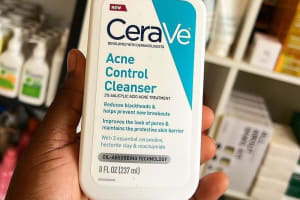 NEW
CeraVe
DEVELOPED WITH DERMATOLOGISTS
Acne
Control
Cleanser
2% SALICYLIC ACID ACNE TREATMENT
Reduces blackheads &
helps prevent new breakouts
Improves the look of pores &
maintains the protective skin barrier
With 3 essential ceramides,
hectorite clay & niacinamide
OIL-ABSORBING TECHNOLOGY
8 FL OZ (237 ml)